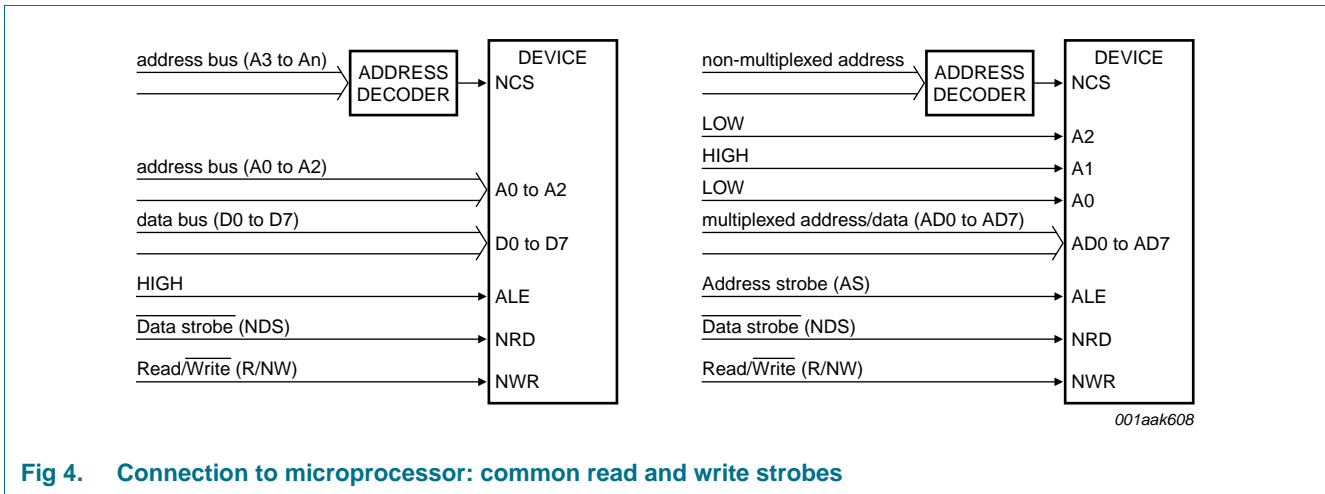 address bus (A3 to An)
ADDRESS
DECODER
DEVICE
NCS
address bus (A0 to A2)
A0 to A2
data bus (D0 to D7)
D0 to D7
HIGH
ALE
Data strobe (NDS)
NRD
Read/Write (R/NW)
NWR
non-multiplexed address
ADDRESS
DECODER
DEVICE
NCS
LOW
A2
HIGH
A1
LOW
A0
multiplexed address/data (AD0 to AD7)
AD0 to AD7
Address strobe (AS)
ALE
Data strobe (NDS)
NRD
Read/Write (R/NW)
NWR
001aak608
Fig 4. Connection to microprocessor: common read and write strobes